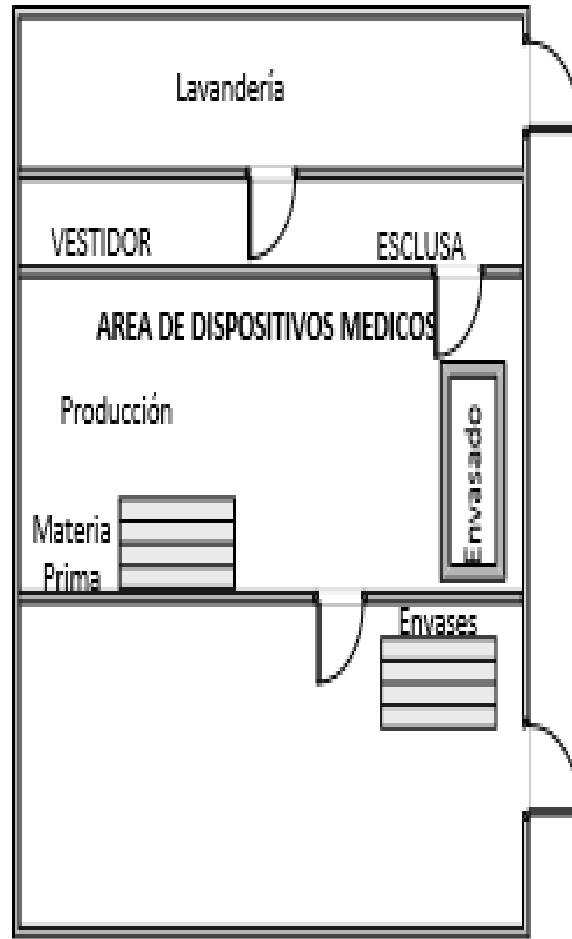 Lavandería
VESTIDOR
ESCLUSA
AREA DE DISPOSITIVOS MEDICOS
Producción
Envasado
Materia
Prima
Envases